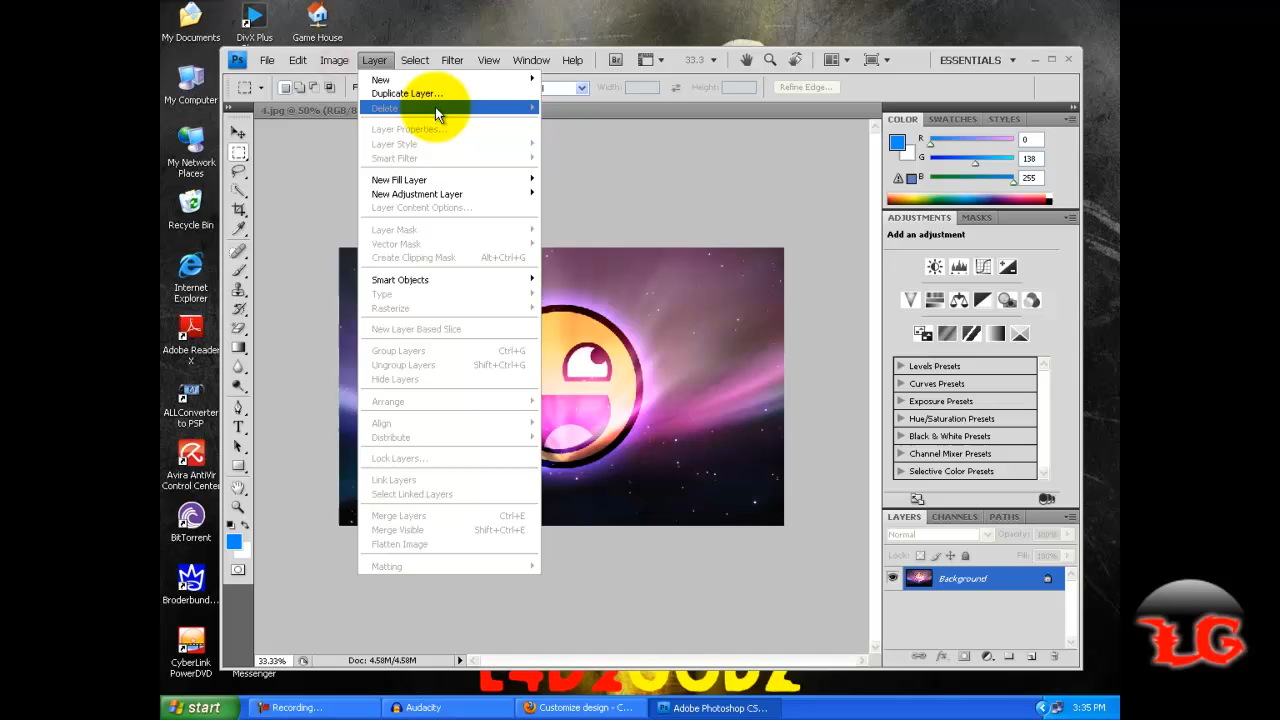 My Documents
DivX Plus
Game House
My Computer
My Network
Places
Recycle Bin
Internet
Explorer
Adobe Reader
X
ALLConverter
to PSP
Avira AntiVir
Control Center
BitTorrent
Broderbund...
CyberLink
PowerDVD
Messenger
Ps
File
Edit
Image
Layer
Select
Filter
View
Window
Help
Br
33.3
ESSENTIALS
Width:
Height:
Refine Edge...
4.jpg @ 50% (RGB/8
New
Duplicate Layer...
Delete
Layer Properties...
Layer Style
Smart Filter
New Fill Layer
New Adjustment Layer
Layer Content Options...
Layer Mask
Vector Mask
Create Clipping Mask Alt+Ctrl+G
Smart Objects
Type
Rasterize
New Layer Based Slice
Group Layers Ctrl+G
Ungroup Layers Shift+Ctrl+G
Hide Layers
Arrange
Align
Distribute
Lock Layers...
Link Layers
Select Linked Layers
Merge Layers Ctrl+E
Merge Visible Shift+Ctrl+E
Flatten Image
Matting
COLOR
SWATCHES
STYLES
R 0
G 138
B 255
ADJUSTMENTS
MASKS
Add an adjustment
Levels Presets
Curves Presets
Exposure Presets
Hue/Saturation Presets
Black & White Presets
Channel Mixer Presets
Selective Color Presets
LAYERS
CHANNELS
PATHS
Normal
Opacity: 100%
Lock:
Fill: 100%
Background
33.33%
Doc: 4.58M/4.58M
LG
start
Recording...
Audacity
Customize design - C...
Adobe Photoshop CS...
3:35 PM